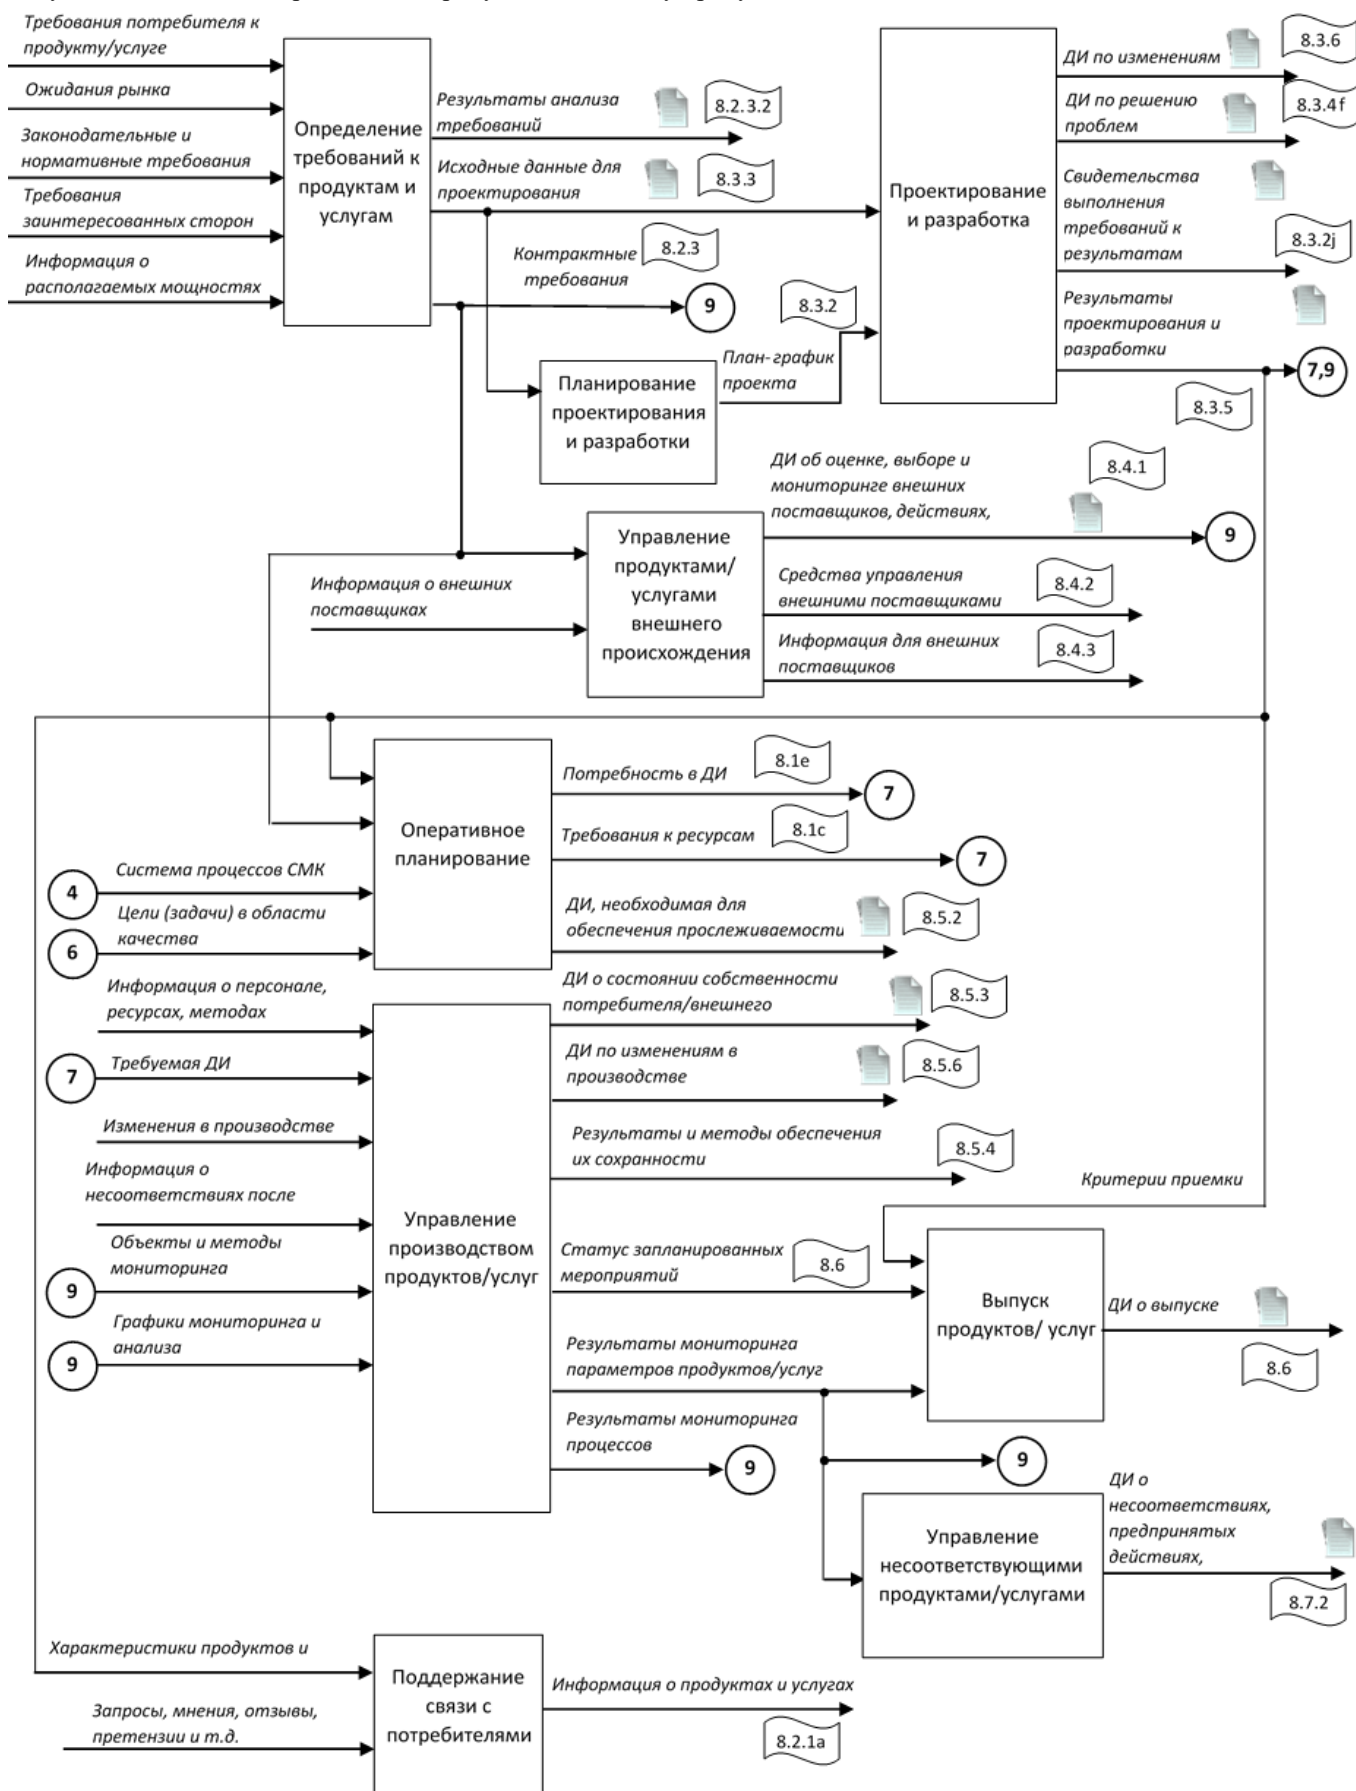 Требования потребителя к
продукту/услуге
Ожидания рынка
Законодательные и
нормативные требования
Требования
заинтересованных сторон
Информация о
располагаемых мощностях
Определение
требований к
продуктам и
услугам
Результаты анализа
требований
8.2.3.2
Исходные данные для
проектирования
8.3.3
Контрактные
требования
8.2.3
9
Планирование
проектирования
и разработки
План-график
проекта
8.3.2
Проектирование
и разработка
ДИ по изменениям
8.3.6
ДИ по решению
проблем
8.3.4f
Свидетельства
выполнения
требований к
результатам
8.3.2j
Результаты
проектирования и
разработки
7,9
8.3.5
Информация о внешних
поставщиках
Управление
продуктами/
услугами
внешнего
происхождения
ДИ об оценке, выборе и
мониторинге внешних
поставщиков, действиях,
8.4.1
9
Средства управления
внешними поставщиками
8.4.2
Информация для внешних
поставщиков
8.4.3
4
Система процессов СМК
6
Цели (задачи) в области
качества
Оперативное
планирование
Потребность в ДИ
8.1e
7
Требования к ресурсам
8.1c
7
ДИ, необходимая для
обеспечения прослеживаемости
8.5.2
Информация о персонале,
ресурсах, методах
7
Требуемая ДИ
Изменения в производстве
Информация о
несоответствиях после
9
Объекты и методы
мониторинга
9
Графики мониторинга и
анализа
Управление
производством
продуктов/услуг
ДИ о состоянии собственности
потребителя/внешнего
8.5.3
ДИ по изменениям в
производстве
8.5.6
Результаты и методы обеспечения
их сохранности
8.5.4
Статус запланированных
мероприятий
8.6
Результаты мониторинга
параметров продуктов/услуг
Результаты мониторинга
процессов
9
9
Критерии приемки
Выпуск
продуктов/ услуг
ДИ о выпуске
8.6
Управление
несоответствующими
продуктами/услугами
ДИ о
несоответствиях,
предпринятых
действиях,
8.7.2
Характеристики продуктов и
Запросы, мнения, отзывы,
претензии и т.д.
Поддержание
связи с
потребителями
Информация о продуктах и услугах
8.2.1a